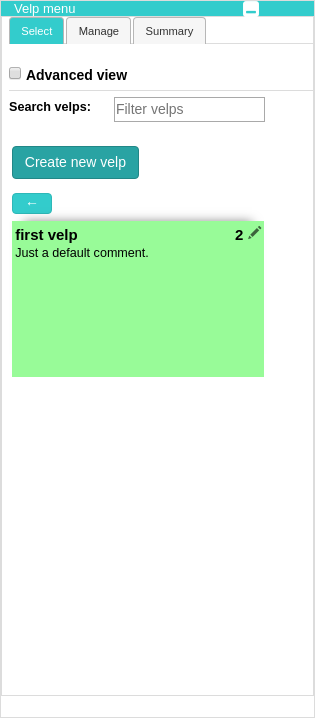 Velp menu
Select Manage Summary
Advanced view
Search velps: Filter velps
Create new velp
←
first velp 2
Just a default comment.